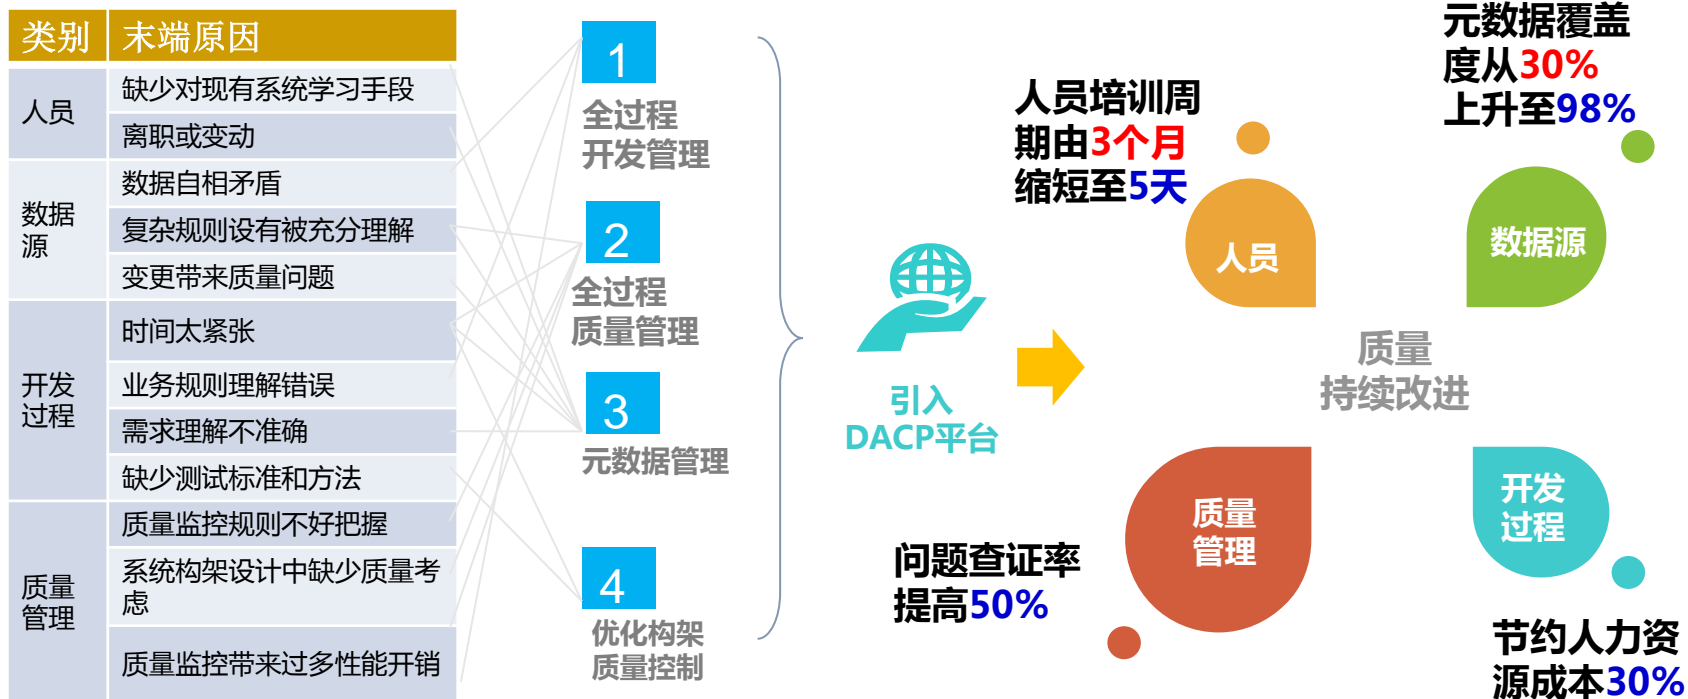 类别 末端原因
人员
缺少对现有系统学习手段
离职或变动
数据
源
数据自相矛盾
复杂规则设有被充分理解
变更带来质量问题
开发
过程
时间太紧张
业务规则理解错误
需求理解不准确
缺少测试标准和方法
质量
管理
质量监控规则不好把握
系统构架设计中缺少质量考
虑
质量监控带来过多性能开销
1
全过程
开发管理
2
全过程
质量管理
3
元数据管理
4
优化构架
质量控制
引入
DACP平台
人员培训周
期由3个月
缩短至5天
人员
元数据覆盖
度从30%
上升至98%
数据源
质量
持续改进
质量
管理
问题查证率
提高50%
开发
过程
节约人力资
源成本30%